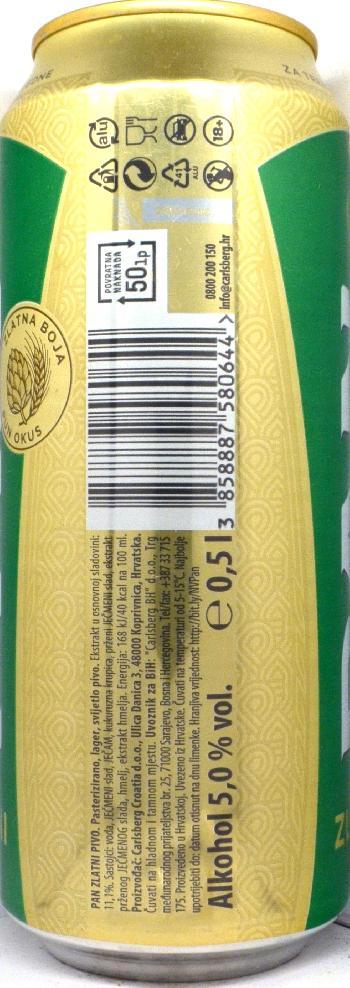 ZLATNA BOJA
OKUS
18+
alu
41
ALU
POVRATNA
NAKNADA
50lp
0800 200 150
info@carlsberg.hr
3 858887 580644 >
PAN ZLATNI PIVO. Pasterizirano, lager, svijetlo pivo. Ekstrakt u osnovnoj sladovini:
11,1%. Sastojci: voda, JEČMENI slad, JEČAM, kukuruzna krupica, prženi JEČMENI slad, ekstrakt
prženog JEČMENOG slada, hmelj, ekstrakt hmelja. Energija: 168 kJ/40 kcal na 100 ml.
Proizvođač: Carlsberg Croatia d.o.o., Ulica Danica 3, 48000 Koprivnica, Hrvatska.
Čuvati na hladnom i tamnom mjestu. Uvoznik za BiH: "Carlsberg BH" d.o.o., Trg
međunarodnog prijateljstva br. 25, 71000 Sarajevo, Bosna i Hercegovina, Tel/fax: +387 33 715
175. Proizvedeno u Hrvatskoj. Uvezeno iz Hrvatske. Čuvati na temperaturi od 5-15°C. Najbolje
upotrijebiti do: datum otisnut na dnu limenke. Hranjiva vrijednost: http://bit.ly/NVPan
Alkohol 5,0 % vol. e 0,5 l